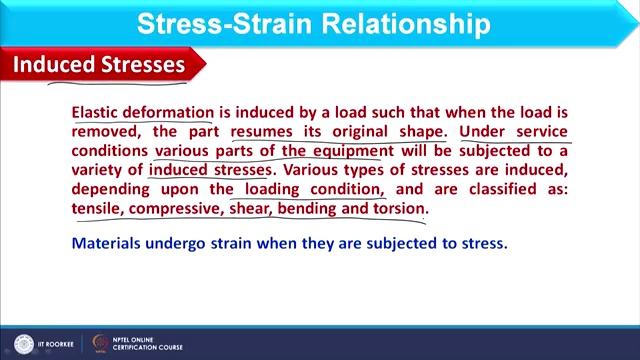 Stress-Strain Relationship
Induced Stresses
Elastic deformation is induced by a load such that when the load is
removed, the part resumes its original shape. Under service
conditions various parts of the equipment will be subjected to a
variety of induced stresses. Various types of stresses are induced,
depending upon the loading condition, and are classified as:
tensile, compressive, shear, bending and torsion.
Materials undergo strain when they are subjected to stress.
IIT ROORKEE
NPTEL ONLINE
CERTIFICATION COURSE